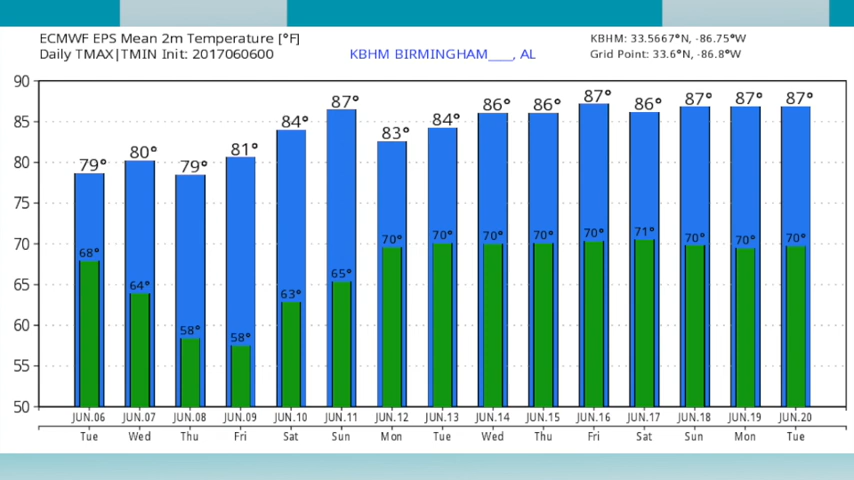 ECMWF EPS Mean 2m Temperature [°F]
Daily TMAX|TMIN Init: 2017060600
KBHM BIRMINGHAM___, AL
KBHM: 33.5667°N, -86.75°W
Grid Point: 33.6°N, -86.8°W
90
85
80
75
70
65
60
55
50
79° 80° 79° 81° 84° 87° 83° 84° 86° 86° 87° 86° 87° 87° 87°
68° 64° 58° 58° 63° 65° 70° 70° 70° 70° 70° 71° 70° 70° 70°
JUN.06 JUN.07 JUN.08 JUN.09 JUN.10 JUN.11 JUN.12 JUN.13 JUN.14 JUN.15 JUN.16 JUN.17 JUN.18 JUN.19 JUN.20
Tue Wed Thu Fri Sat Sun Mon Tue Wed Thu Fri Sat Sun Mon Tue